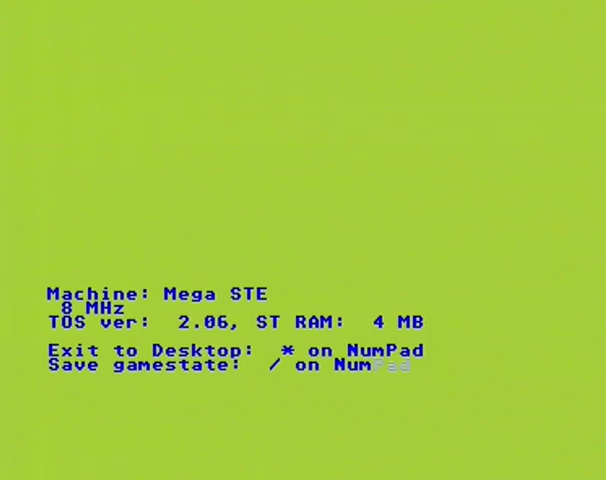 Machine: Mega STE
8 MHz
TOS ver: 2.06, ST RAM: 4 MB
Exit to Desktop: * on NumPad
Save gamestate: / on NumPad